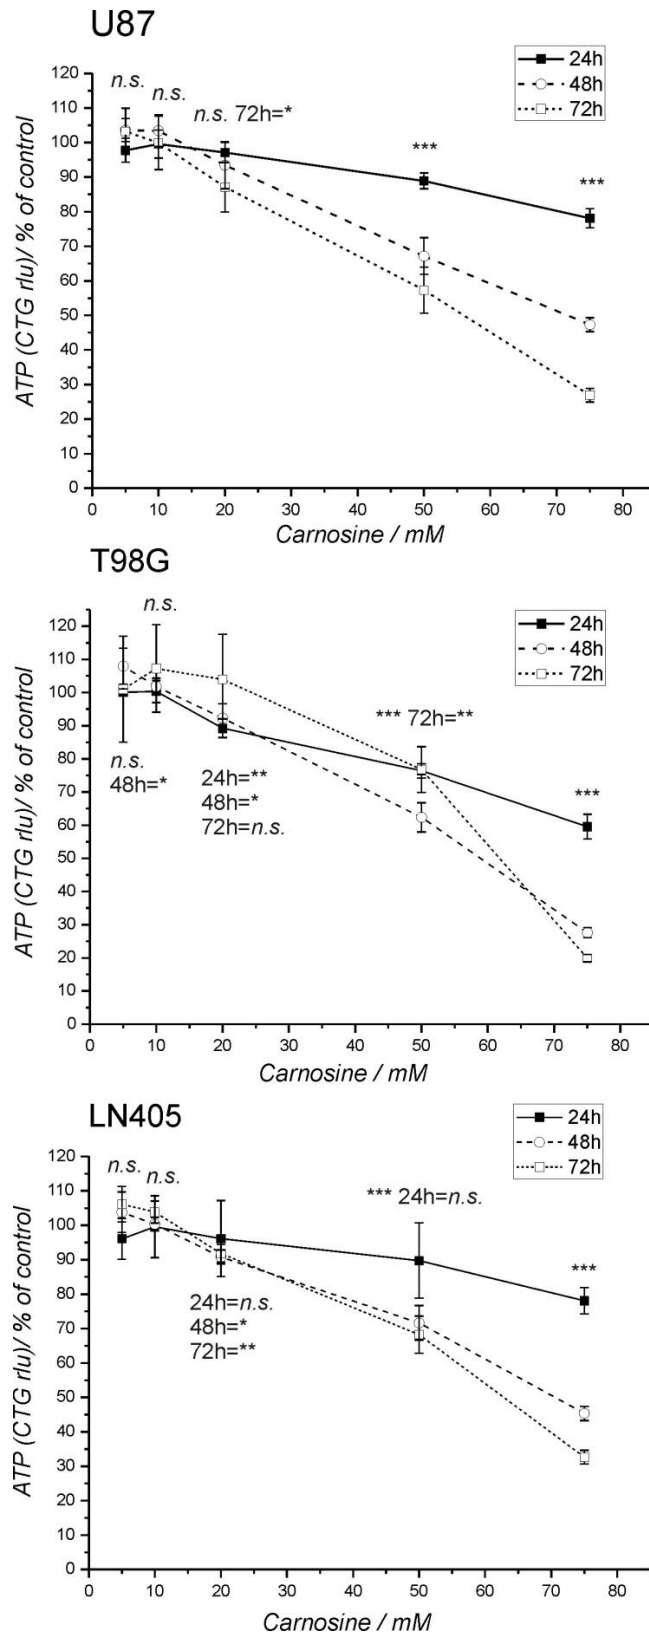 U87
24h
48h
72h
n.s.
n.s.
n.s. 72h=*
***
***
120
110
100
90
80
70
60
50
40
30
20
10
0
ATP (CTG rlu)/ % of control
0 10 20 30 40 50 60 70 80
Carnosine / mM
T98G
24h
48h
72h
n.s.
*** 72h=**
***
n.s.
48h=*
24h=**
48h=*
72h=n.s.
120
110
100
90
80
70
60
50
40
30
20
10
0
ATP (CTG rlu)/ % of control
0 10 20 30 40 50 60 70 80
Carnosine / mM
LN405
24h
48h
72h
n.s.
n.s.
*** 24h=n.s.
***
24h=n.s.
48h=*
72h=**
120
110
100
90
80
70
60
50
40
30
20
10
0
ATP (CTG rlu)/ % of control
0 10 20 30 40 50 60 70 80
Carnosine / mM